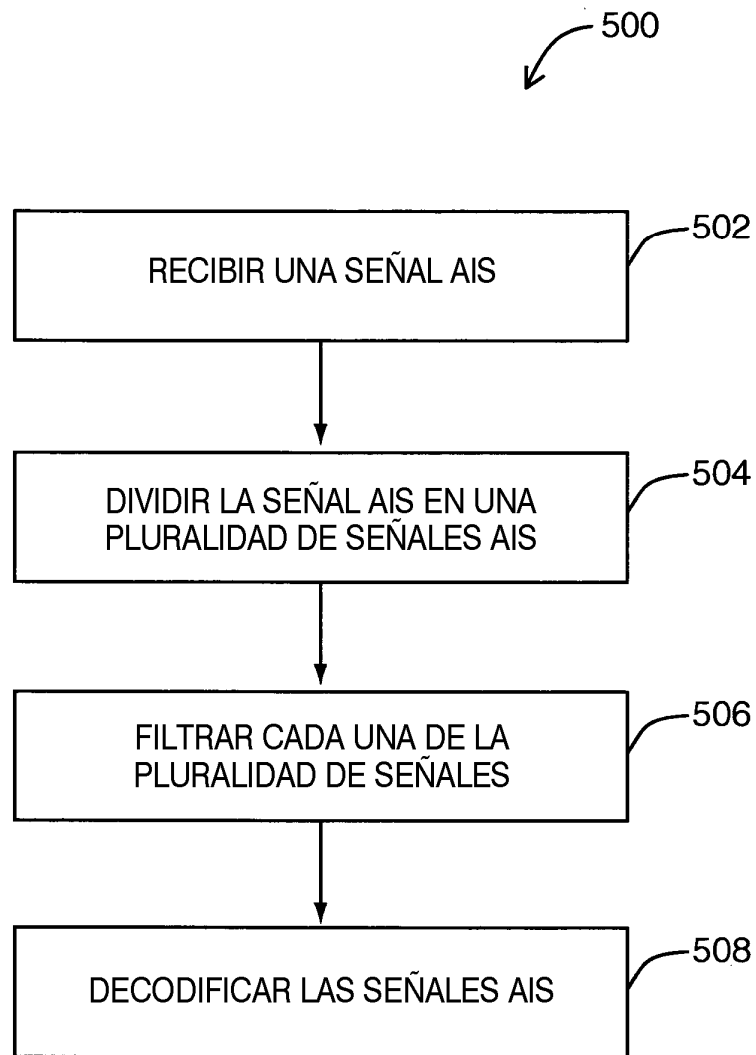 500
RECIBIR UNA SEÑAL AIS
502
DIVIDIR LA SEÑAL AIS EN UNA
PLURALIDAD DE SEÑALES AIS
504
FILTRAR CADA UNA DE LA
PLURALIDAD DE SEÑALES
506
DECODIFICAR LAS SEÑALES AIS
508